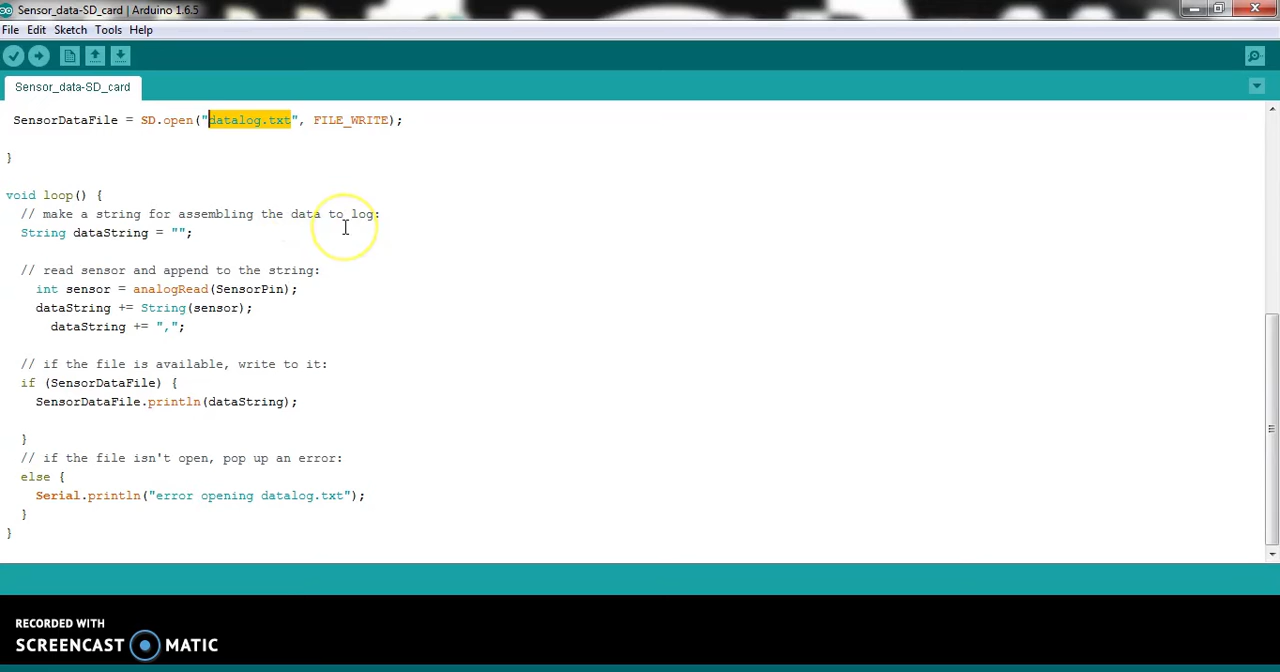 Sensor_data-SD_card | Arduino 1.6.5
File Edit Sketch Tools Help
Sensor_data-SD_card
SensorDataFile = SD.open("datalog.txt", FILE_WRITE);
}
void loop() {
// make a string for assembling the data to log:
String dataString = "";
// read sensor and append to the string:
int sensor = analogRead(SensorPin);
dataString += String(sensor);
dataString += ",";
// if the file is available, write to it:
if (SensorDataFile) {
SensorDataFile.println(dataString);
}
// if the file isn't open, pop up an error:
else {
Serial.println("error opening datalog.txt");
}
}
RECORDED WITH
SCREENCAST MATIC